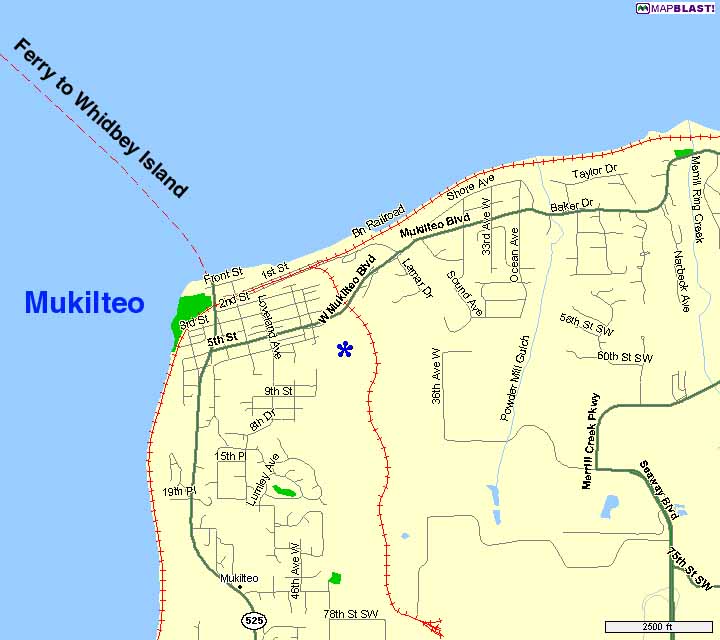 MAPBLAST!
Ferry to Whidbey Island
Taylor Dr
Merrill Ring Creek
Shore Ave
Bn Railroad
Mukilteo Blvd
Baker Dr
33rd Ave W
Ocean Ave
Narbeck Ave
Front St
1st St
Lamar Dr
Sound Ave
Mukilteo
2nd St
3rd St
Loveland Ave
W Mukilteo Blvd
5th St
*
56th St SW
60th St SW
36th Ave W
Powder Mill Gulch
9th St
8th Dr
Merrill Creek Pkwy
15th Pl
Lumley Ave
19th Pl
Seaway Blvd
46th Ave W
Mukilteo
75th St SW
525
78th St SW
2500 ft